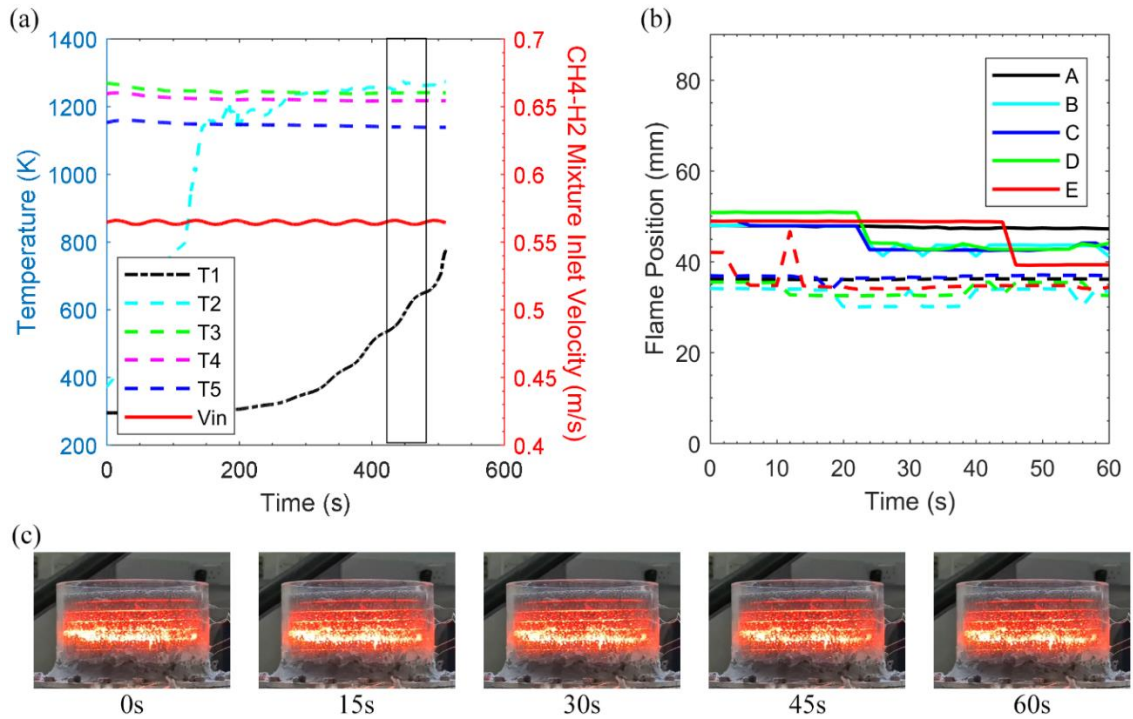 (a)
1400
1200
1000
800
600
400
200
Temperature (K)
0.7
0.65
0.6
0.55
0.5
0.45
0.4
CH4-H2 Mixture Inlet Velocity (m/s)
T1
T2
T3
T4
T5
Vin
0 200 400 600
Time (s)
(b)
80
60
40
20
0
Flame Position (mm)
A
B
C
D
E
0 10 20 30 40 50 60
Time (s)
(c)
0s 15s 30s 45s 60s